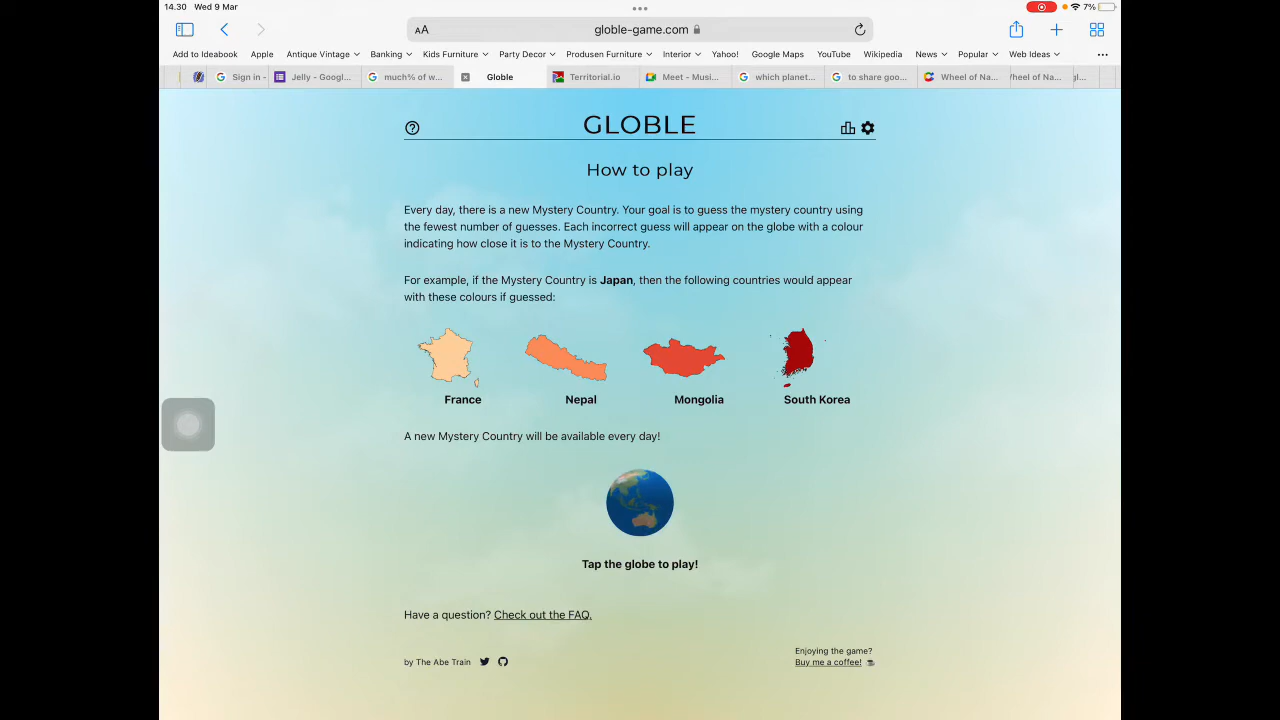 14.30 Wed 9 Mar
7%
AA globle-game.com
Add to Ideabook Apple Antique Vintage Banking Kids Furniture Party Decor Produsen Furniture Interior Yahoo! Google Maps YouTube Wikipedia News Popular Web Ideas
Sign in - Jelly - Googl... much% of w... Globle Territorial.io Meet - Musi... which planet... to share goo... Wheel of Na... Wheel of Na...
GLOBLE
How to play
Every day, there is a new Mystery Country. Your goal is to guess the mystery country using
the fewest number of guesses. Each incorrect guess will appear on the globe with a colour
indicating how close it is to the Mystery Country.
For example, if the Mystery Country is Japan, then the following countries would appear
with these colours if guessed:
France Nepal Mongolia South Korea
A new Mystery Country will be available every day!
Tap the globe to play!
Have a question? Check out the FAQ.
by The Abe Train
Enjoying the game?
Buy me a coffee!